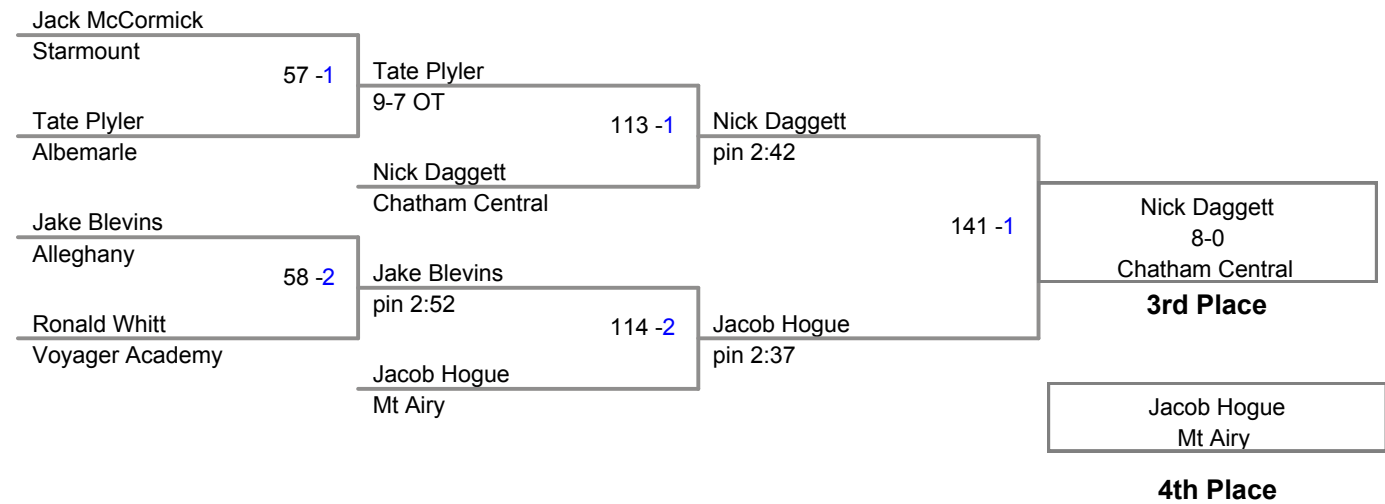 Jack McCormick
Starmount
57 -1
Tate Plyler
9-7 OT
Tate Plyler
Albemarle
113 -1
Nick Daggett
pin 2:42
Nick Daggett
Chatham Central
Jake Blevins
Alleghany
141 -1
Nick Daggett
8-0
Chatham Central
3rd Place
58 -2
Jake Blevins
pin 2:52
Ronald Whitt
Voyager Academy
114 -2
Jacob Hogue
pin 2:37
Jacob Hogue
Mt Airy
Jacob Hogue
Mt Airy
4th Place